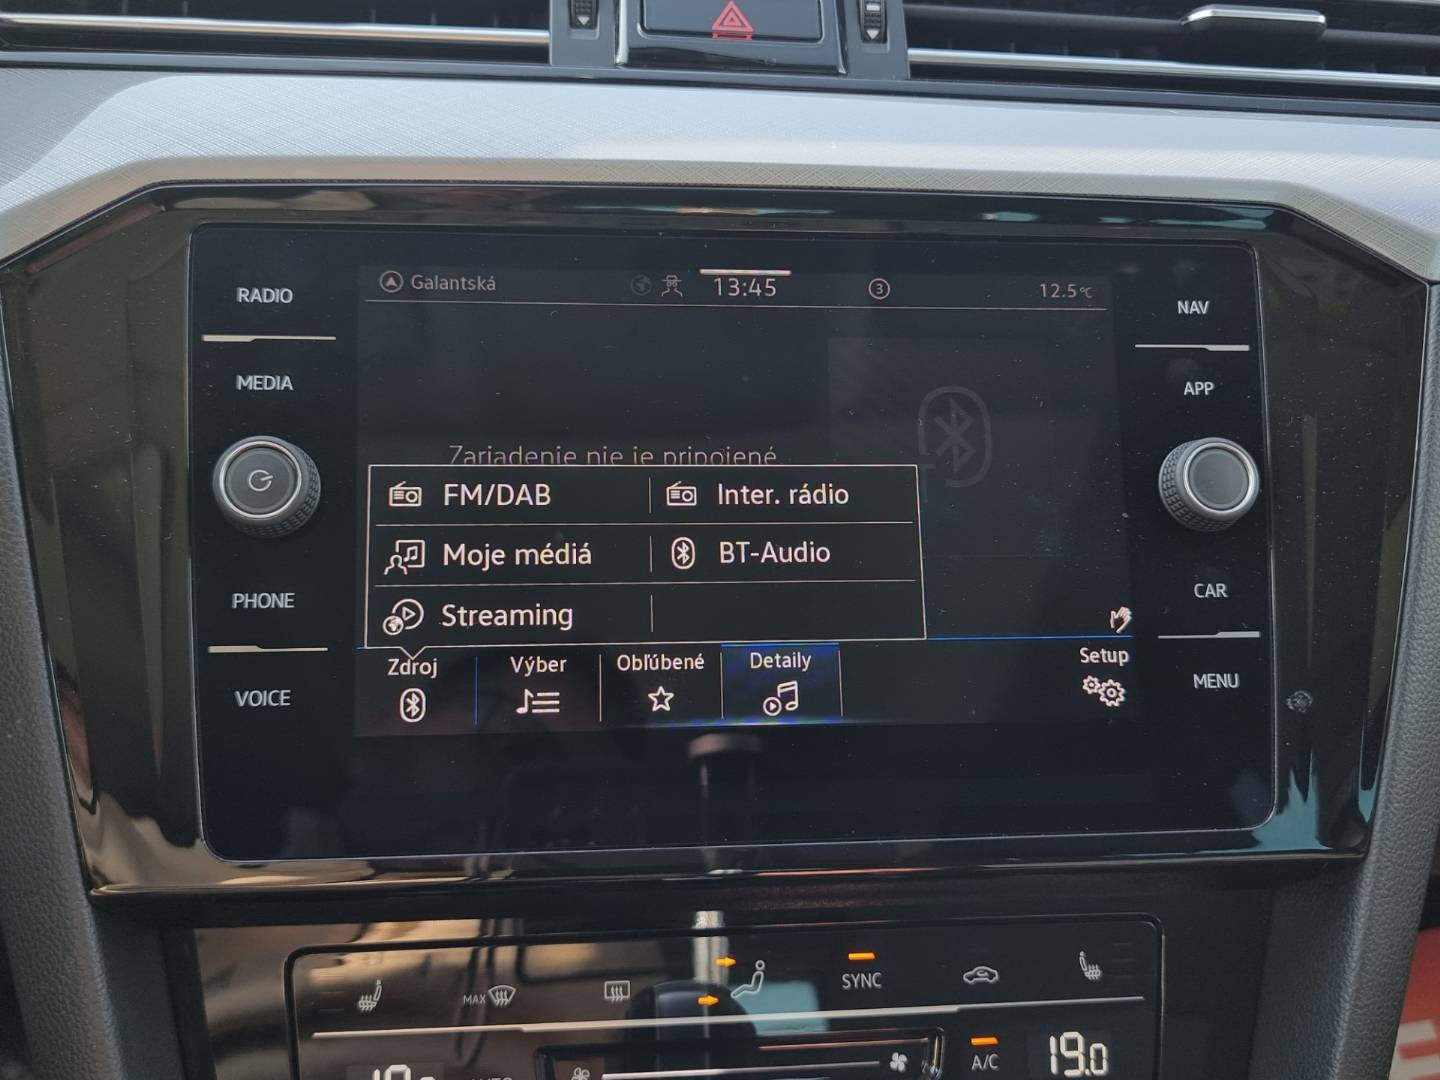 RADIO
MEDIA
PHONE
VOICE
Galantská
13:45
3
12.5°C
Zariadenie nie je pripojené
FM/DAB
Inter. rádio
Moje médiá
BT-Audio
Streaming
Zdroj
Výber
Obľúbené
Detaily
Setup
NAV
APP
CAR
MENU
MAX
SYNC
A/C
19.0